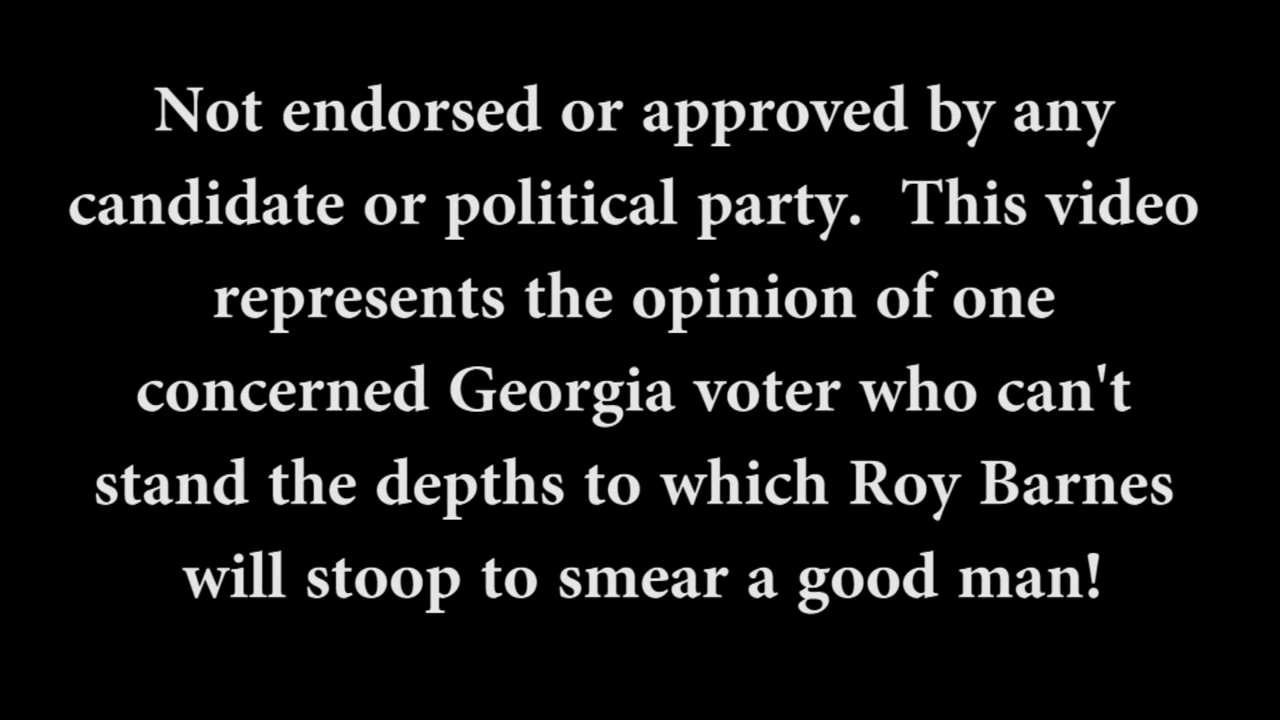 Not endorsed or approved by any
candidate or political party.  This video
represents the opinion of one
concerned Georgia voter who can't
stand the depths to which Roy Barnes
will stoop to smear a good man!